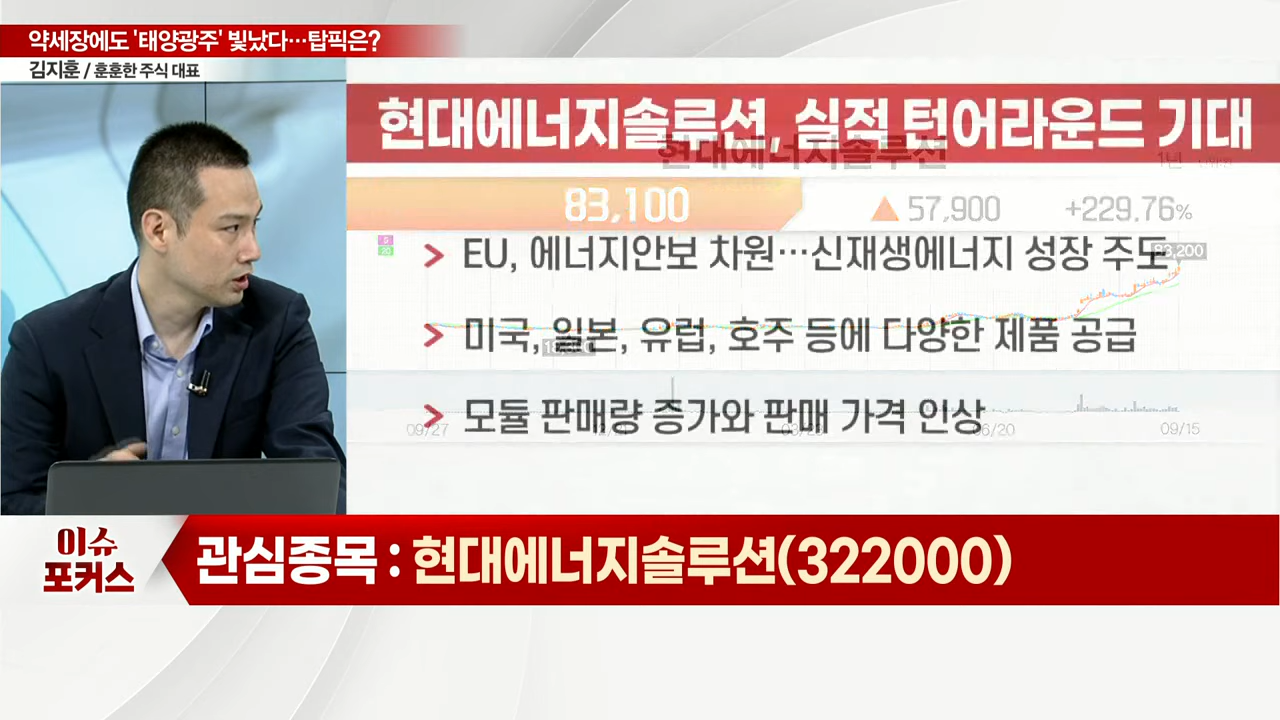 약세장에도 '태양광주' 빛났다…탑픽은?
김지훈 / 훈훈한 주식 대표
현대에너지솔루션, 실적 턴어라운드 기대
현대에너지솔루션
1년
83,100 ▲ 57,900 +229.76%
5
20
83,200
EU, 에너지안보 차원…신재생에너지 성장 주도
미국, 일본, 유럽, 호주 등에 다양한 제품 공급
모듈 판매량 증가와 판매 가격 인상
09/27 06/20 09/15
이슈
포커스
관심종목 : 현대에너지솔루션(322000)